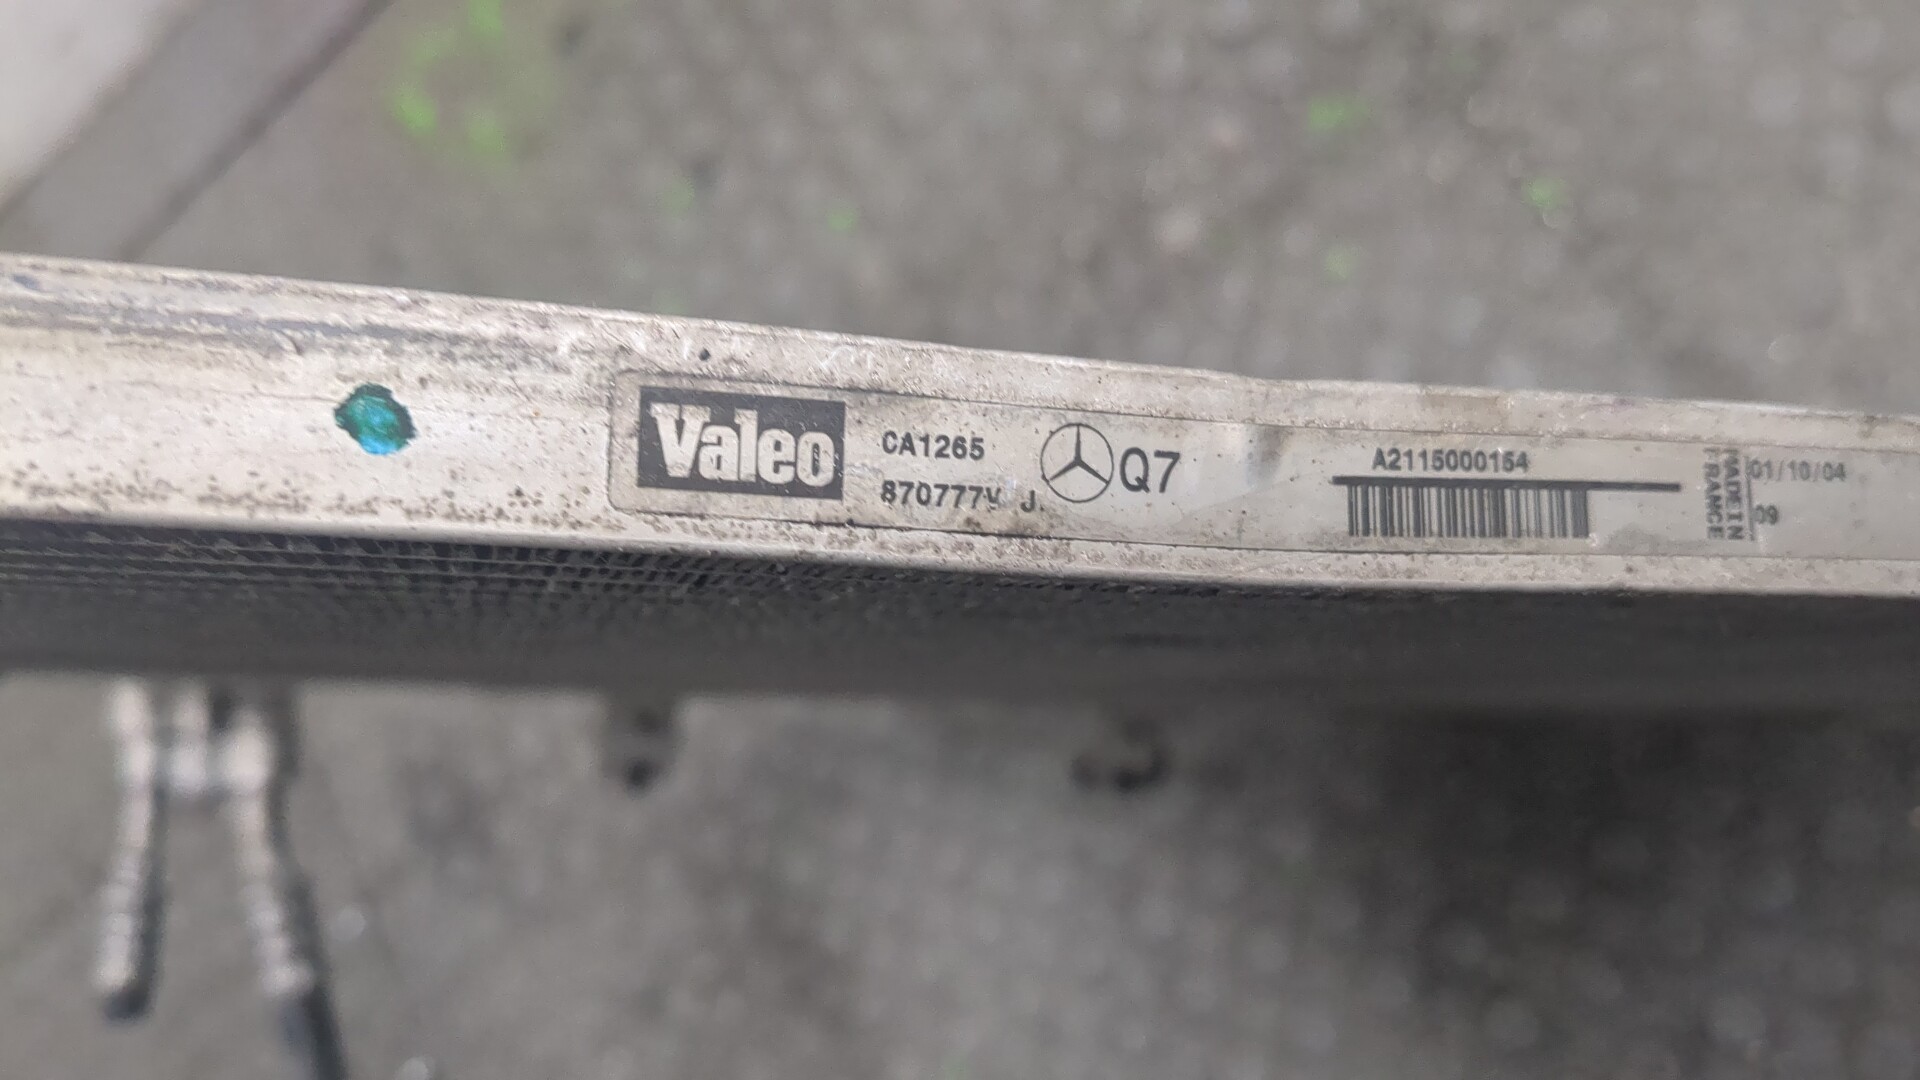 Valeo
CA1265
870777V J.
Q7
A2115000154
MADE IN
FRANCE
01/10/04
09